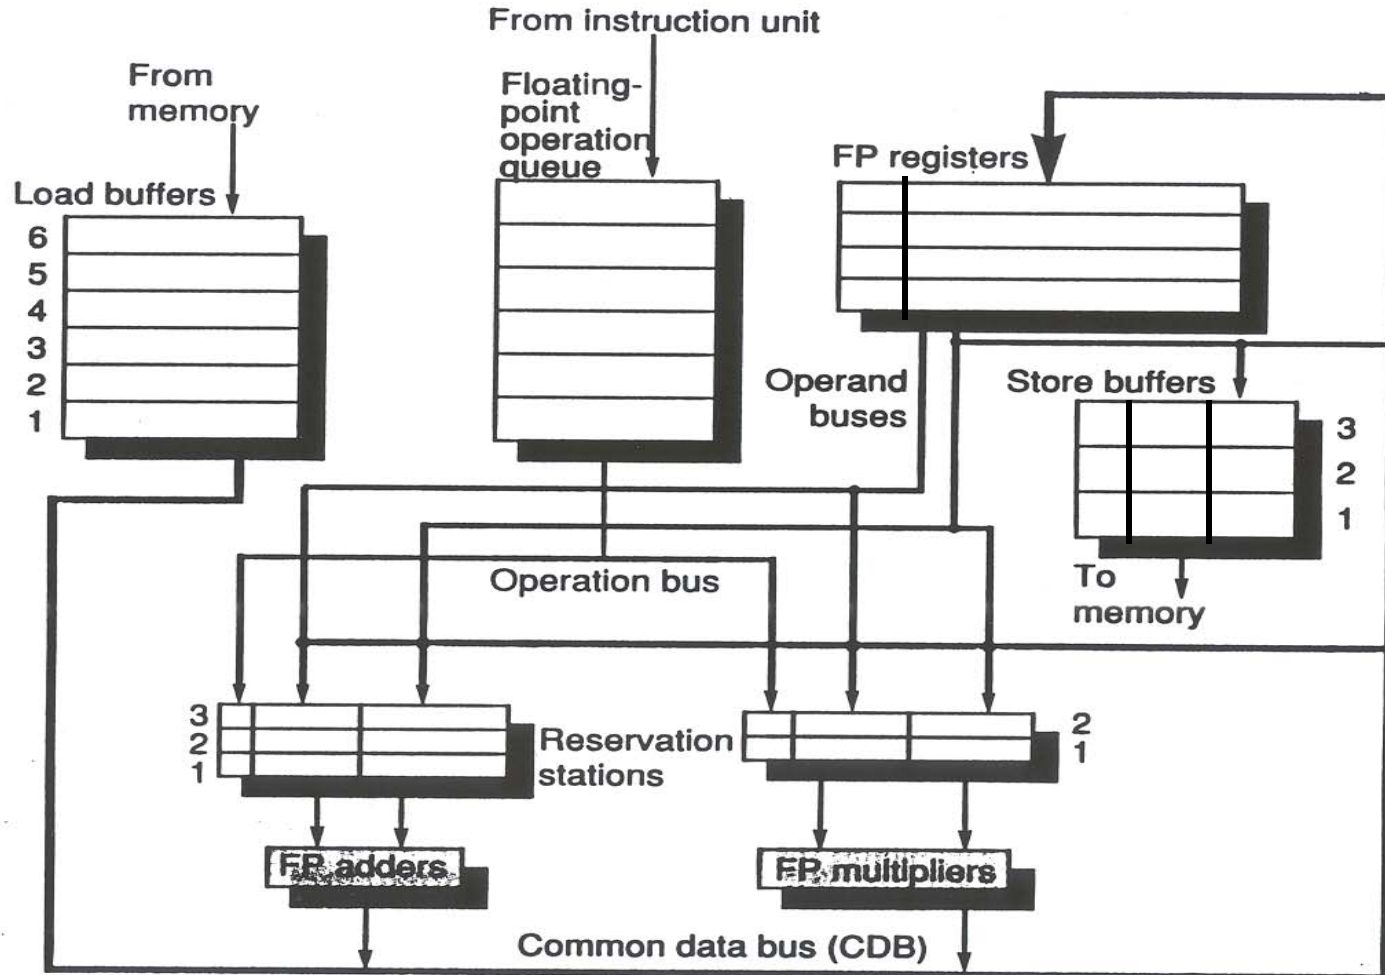 From instruction unit
From
memory
Floating-
point
operation
queue
FP registers
Load buffers
6
5
4
3
2
1
Operand
buses
Store buffers
3
2
1
Operation bus
To
memory
3
2
1
Reservation
stations
2
1
FP adders
FP multipliers
Common data bus (CDB)